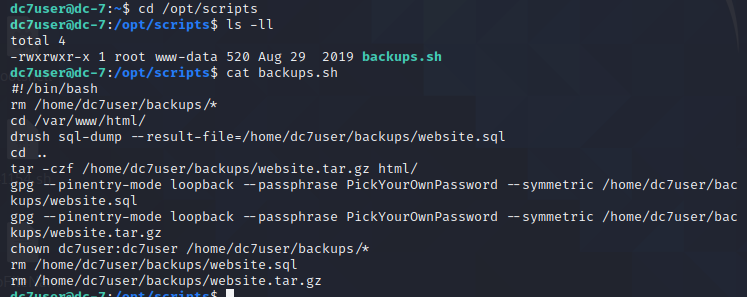 dc7user@dc-7:~$ cd /opt/scripts
dc7user@dc-7:/opt/scripts$ ls -ll
total 4
-rwxrwxr-x 1 root www-data 520 Aug 29  2019 backups.sh
dc7user@dc-7:/opt/scripts$ cat backups.sh
#!/bin/bash
rm /home/dc7user/backups/*
cd /var/www/html/
drush sql-dump --result-file=/home/dc7user/backups/website.sql
cd ..
tar -czf /home/dc7user/backups/website.tar.gz html/
gpg --pinentry-mode loopback --passphrase PickYourOwnPassword --symmetric /home/dc7user/bac
kups/website.sql
gpg --pinentry-mode loopback --passphrase PickYourOwnPassword --symmetric /home/dc7user/bac
kups/website.tar.gz
chown dc7user:dc7user /home/dc7user/backups/*
rm /home/dc7user/backups/website.sql
rm /home/dc7user/backups/website.tar.gz
dc7user@dc-7:/opt/scripts$